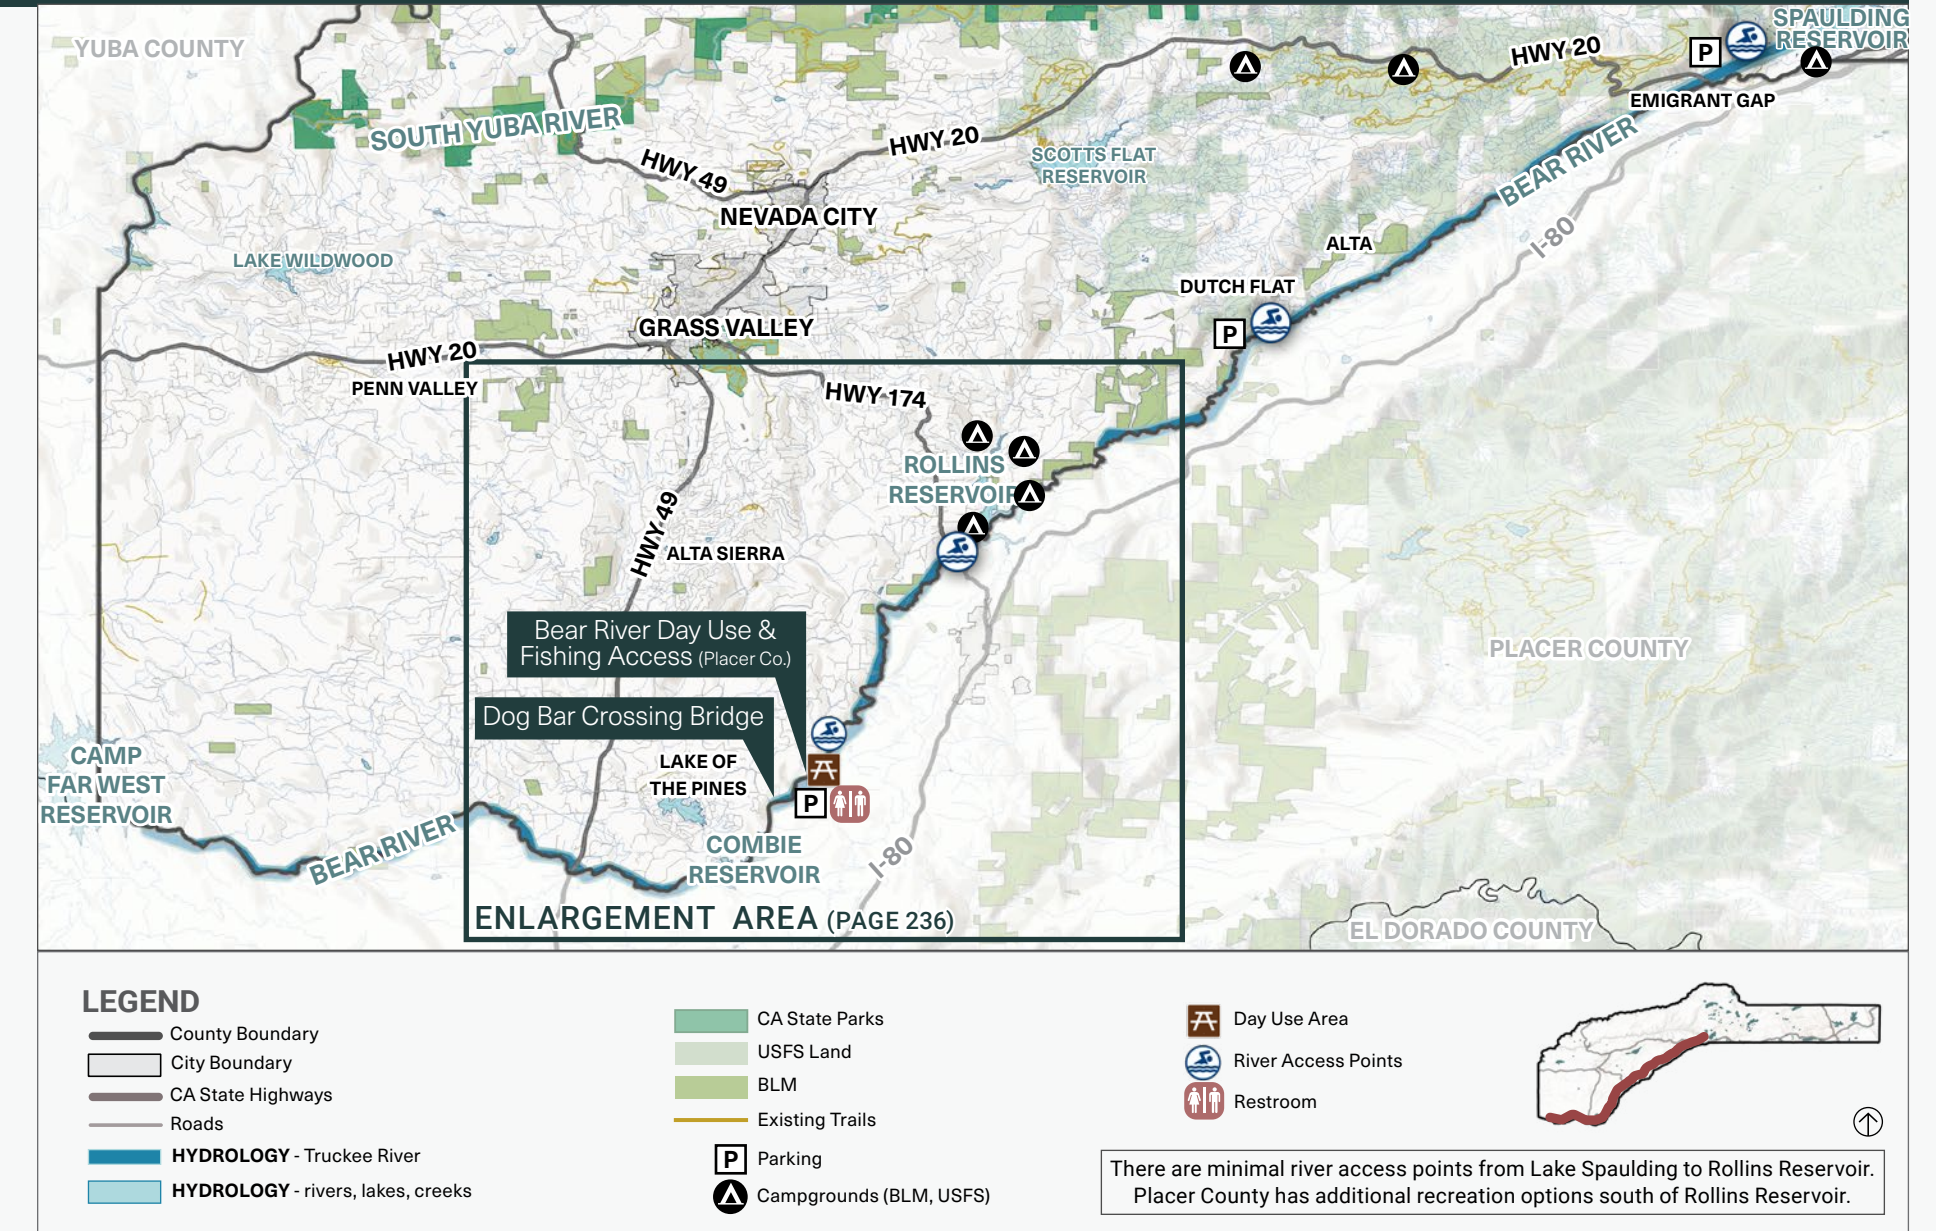 YUBA COUNTY
SPAULDING
RESERVOIR
P
HWY 20
EMIGRANT GAP
SOUTH YUBA RIVER
HWY 49
HWY 20
SCOTTS FLAT
RESERVOIR
BEAR RIVER
NEVADA CITY
I-80
ALTA
LAKE WILDWOOD
DUTCH FLAT
P
GRASS VALLEY
HWY 20
PENN VALLEY
HWY 174
ROLLINS
RESERVOIR
HWY 49
ALTA SIERRA
Bear River Day Use &
Fishing Access (Placer Co.)
PLACER COUNTY
Dog Bar Crossing Bridge
LAKE OF
THE PINES
P
CAMP
FAR WEST
RESERVOIR
BEAR RIVER
COMBIE
RESERVOIR
I-80
ENLARGEMENT AREA (PAGE 236)
EL DORADO COUNTY
LEGEND
County Boundary
City Boundary
CA State Highways
Roads
HYDROLOGY - Truckee River
HYDROLOGY - rivers, lakes, creeks
CA State Parks
USFS Land
BLM
Existing Trails
P Parking
Campgrounds (BLM, USFS)
Day Use Area
River Access Points
Restroom
There are minimal river access points from Lake Spaulding to Rollins Reservoir.
Placer County has additional recreation options south of Rollins Reservoir.